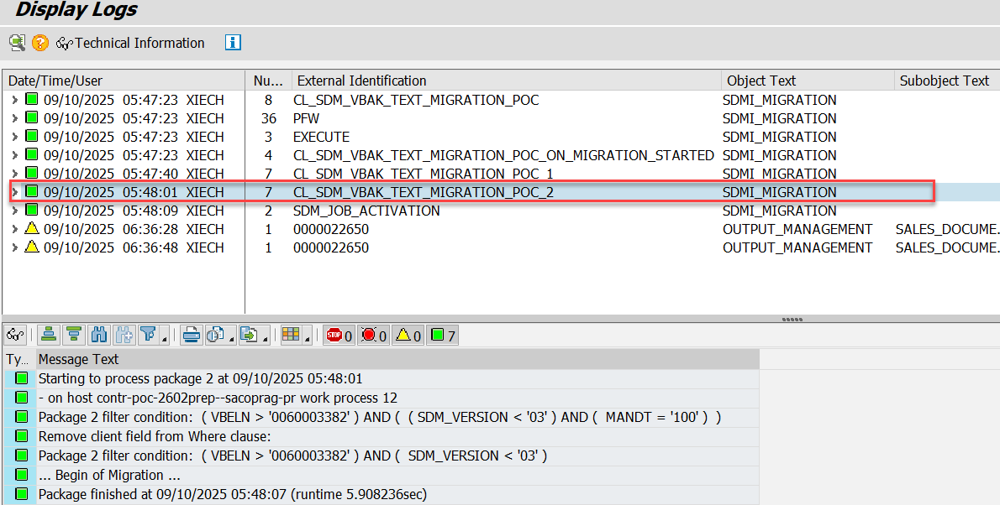 Display Logs
Technical Information
Date/Time/User Nu... External Identification Object Text Subobject Text
09/10/2025 05:47:23 XIECH 8 CL_SDM_VBAK_TEXT_MIGRATION_POC SDMI_MIGRATION
09/10/2025 05:47:23 XIECH 36 PFW SDMI_MIGRATION
09/10/2025 05:47:23 XIECH 3 EXECUTE SDMI_MIGRATION
09/10/2025 05:47:23 XIECH 4 CL_SDM_VBAK_TEXT_MIGRATION_POC_ON_MIGRATION_STARTED SDMI_MIGRATION
09/10/2025 05:47:40 XIECH 7 CL_SDM_VBAK_TEXT_MIGRATION_POC_1 SDMI_MIGRATION
09/10/2025 05:48:01 XIECH 7 CL_SDM_VBAK_TEXT_MIGRATION_POC_2 SDMI_MIGRATION
09/10/2025 05:48:09 XIECH 2 SDM_JOB_ACTIVATION SDMI_MIGRATION
09/10/2025 06:36:28 XIECH 1 0000022650 OUTPUT_MANAGEMENT SALES_DOCUME...
09/10/2025 06:36:48 XIECH 1 0000022650 OUTPUT_MANAGEMENT SALES_DOCUME...
STOP 0 0 0 7
Ty... Message Text
Starting to process package 2 at 09/10/2025 05:48:01
- on host contr-poc-2602prep--sacoprag-pr work process 12
Package 2 filter condition: ( VBELN > '0060003382' ) AND ( ( SDM_VERSION < '03' ) AND ( MANDT = '100' ) )
Remove client field from Where clause:
Package 2 filter condition: ( VBELN > '0060003382' ) AND ( SDM_VERSION < '03' )
... Begin of Migration ...
Package finished at 09/10/2025 05:48:07 (runtime 5.908236sec)